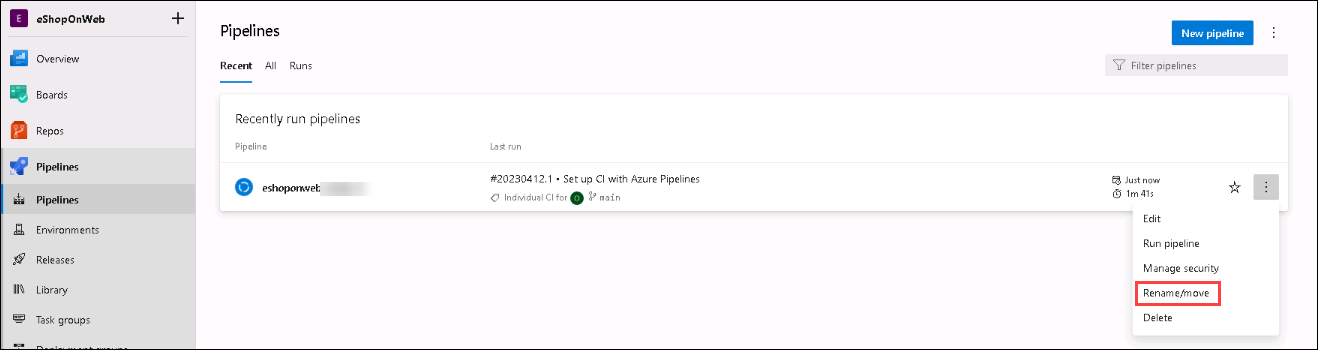 E eShopOnWeb +
Overview
Boards
Repos
Pipelines
Pipelines
Environments
Releases
Library
Task groups
Deployment groups
Pipelines
New pipeline
Recent All Runs
Filter pipelines
Recently run pipelines
Pipeline Last run
eshoponweb
#20230412.1 • Set up CI with Azure Pipelines
Individual CI for O main
Just now
1m 41s
Edit
Run pipeline
Manage security
Rename/move
Delete